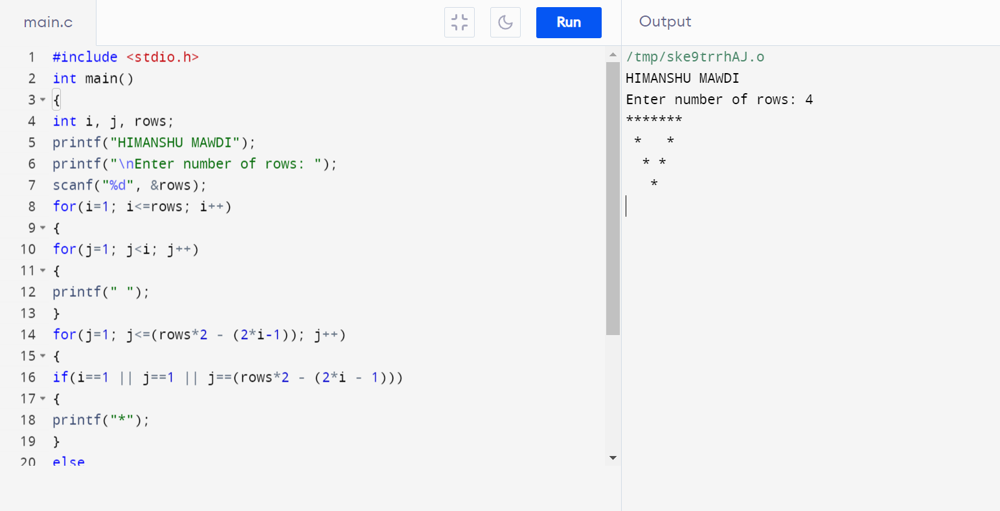 main.c
Run
Output
1 #include <stdio.h>
2 int main()
3 {
4 int i, j, rows;
5 printf("HIMANSHU MAWDI");
6 printf("\nEnter number of rows: ");
7 scanf("%d", &rows);
8 for(i=1; i<=rows; i++)
9 {
10 for(j=1; j<i; j++)
11 {
12 printf(" ");
13 }
14 for(j=1; j<=(rows*2 - (2*i-1)); j++)
15 {
16 if(i==1 || j==1 || j==(rows*2 - (2*i - 1)))
17 {
18 printf("*");
19 }
20 else
/tmp/ske9trrhAJ.o
HIMANSHU MAWDI
Enter number of rows: 4
*******
 *   *
  * *
   *